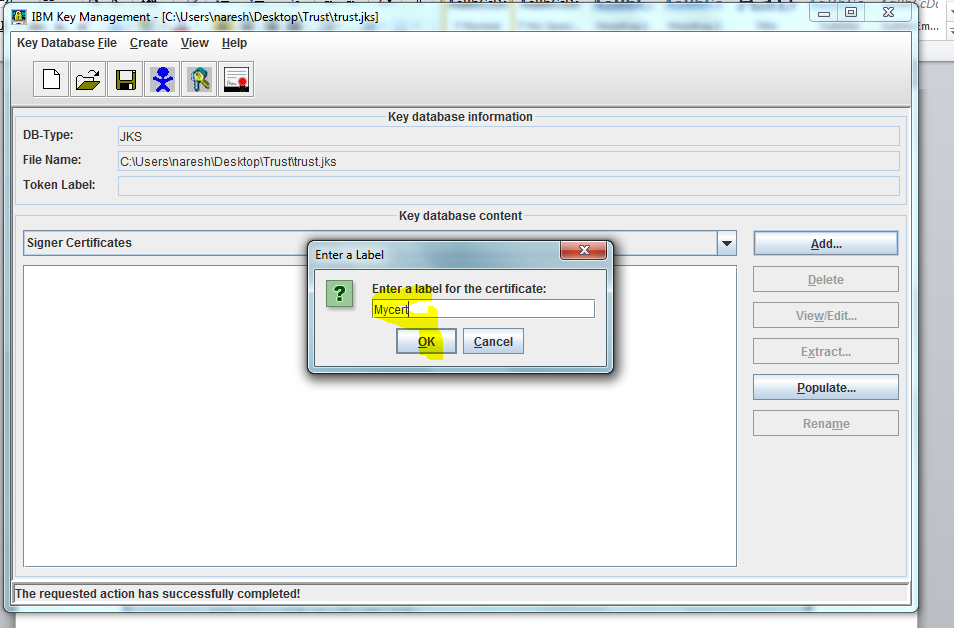 IBM Key Management - [C:\Users\naresh\Desktop\Trust\trust.jks]
Key Database File Create View Help
Key database information
DB-Type: JKS
File Name: C:\Users\naresh\Desktop\Trust\trust.jks
Token Label:
Key database content
Signer Certificates
Add...
Delete
View/Edit...
Extract...
Populate...
Rename
Enter a Label
?
Enter a label for the certificate:
Mycert
OK Cancel
The requested action has successfully completed!